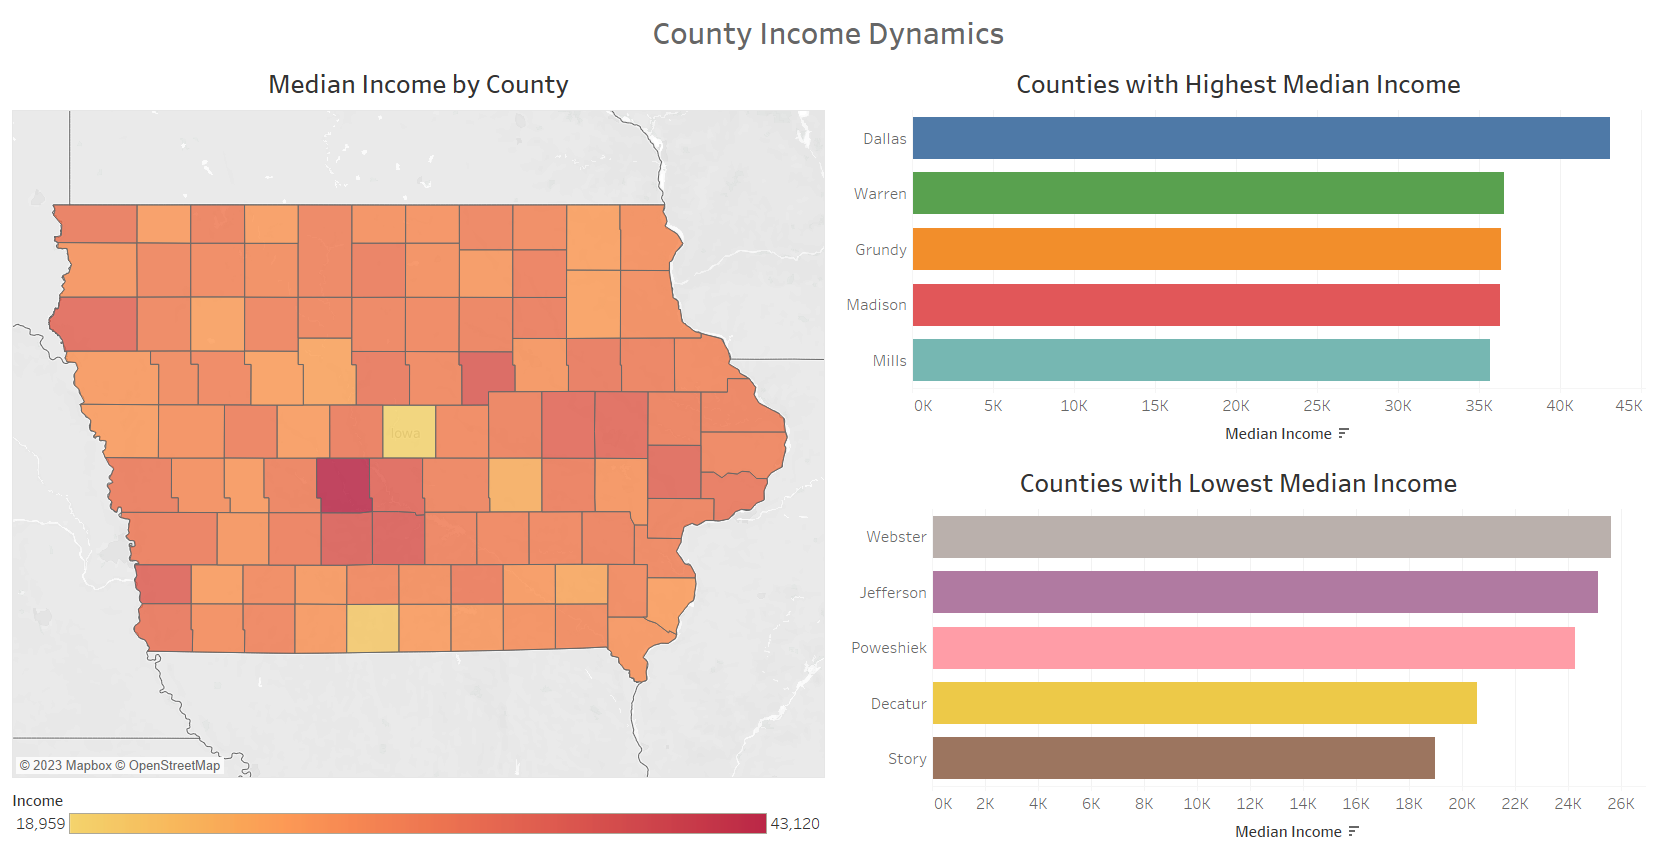 County Income Dynamics
Median Income by County
Iowa
© 2023 Mapbox © OpenStreetMap
Income
18,959 43,120
Counties with Highest Median Income
Dallas
Warren
Grundy
Madison
Mills
0K 5K 10K 15K 20K 25K 30K 35K 40K 45K
Median Income
Counties with Lowest Median Income
Webster
Jefferson
Poweshiek
Decatur
Story
0K 2K 4K 6K 8K 10K 12K 14K 16K 18K 20K 22K 24K 26K
Median Income